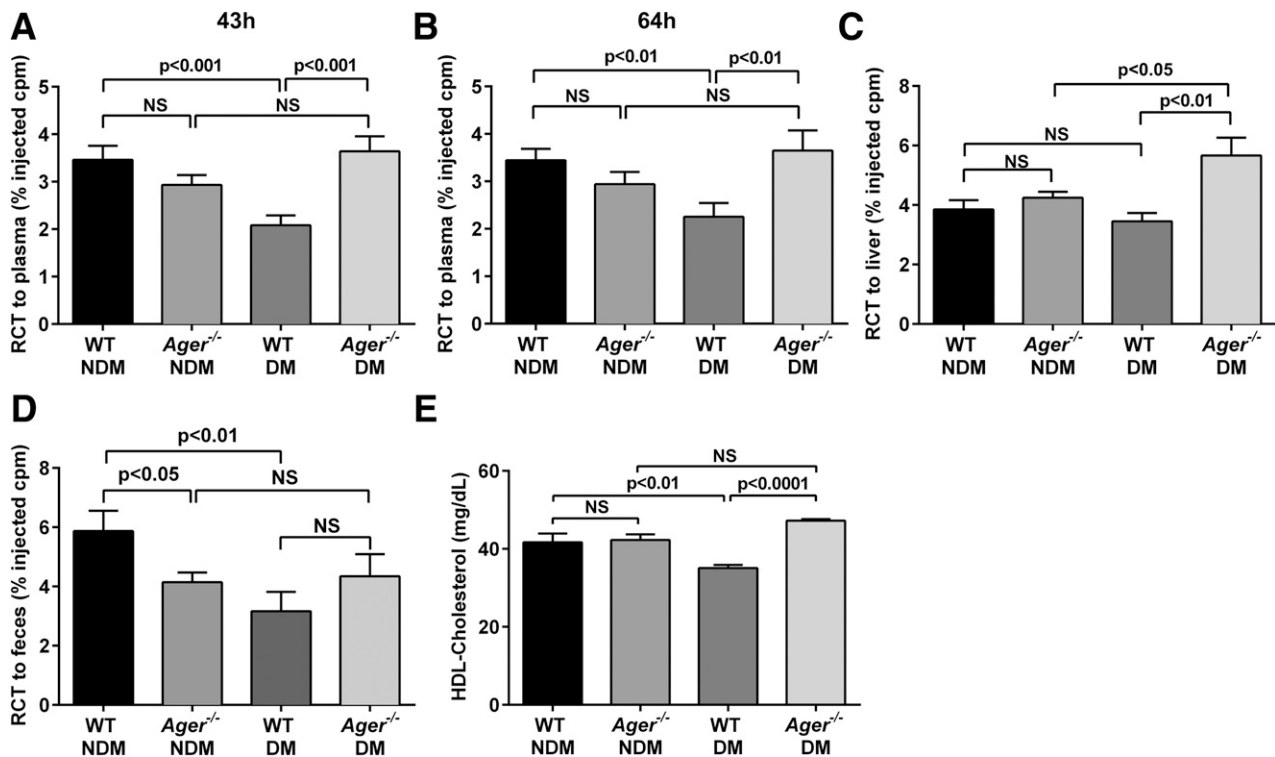 A
43h
p<0.001
p<0.001
NS
NS
RCT to plasma (% injected cpm)
5
4
3
2
1
0
WT
NDM
Ager-/-
NDM
WT
DM
Ager-/-
DM
B
64h
p<0.01
p<0.01
NS
NS
RCT to plasma (% injected cpm)
5
4
3
2
1
0
WT
NDM
Ager-/-
NDM
WT
DM
Ager-/-
DM
C
p<0.05
p<0.01
NS
NS
RCT to liver (% injected cpm)
8
6
4
2
0
WT
NDM
Ager-/-
NDM
WT
DM
Ager-/-
DM
D
p<0.01
p<0.05
NS
NS
RCT to feces (% injected cpm)
8
6
4
2
0
WT
NDM
Ager-/-
NDM
WT
DM
Ager-/-
DM
E
NS
p<0.01
p<0.0001
NS
HDL-Cholesterol (mg/dL)
60
40
20
0
WT
NDM
Ager-/-
NDM
WT
DM
Ager-/-
DM